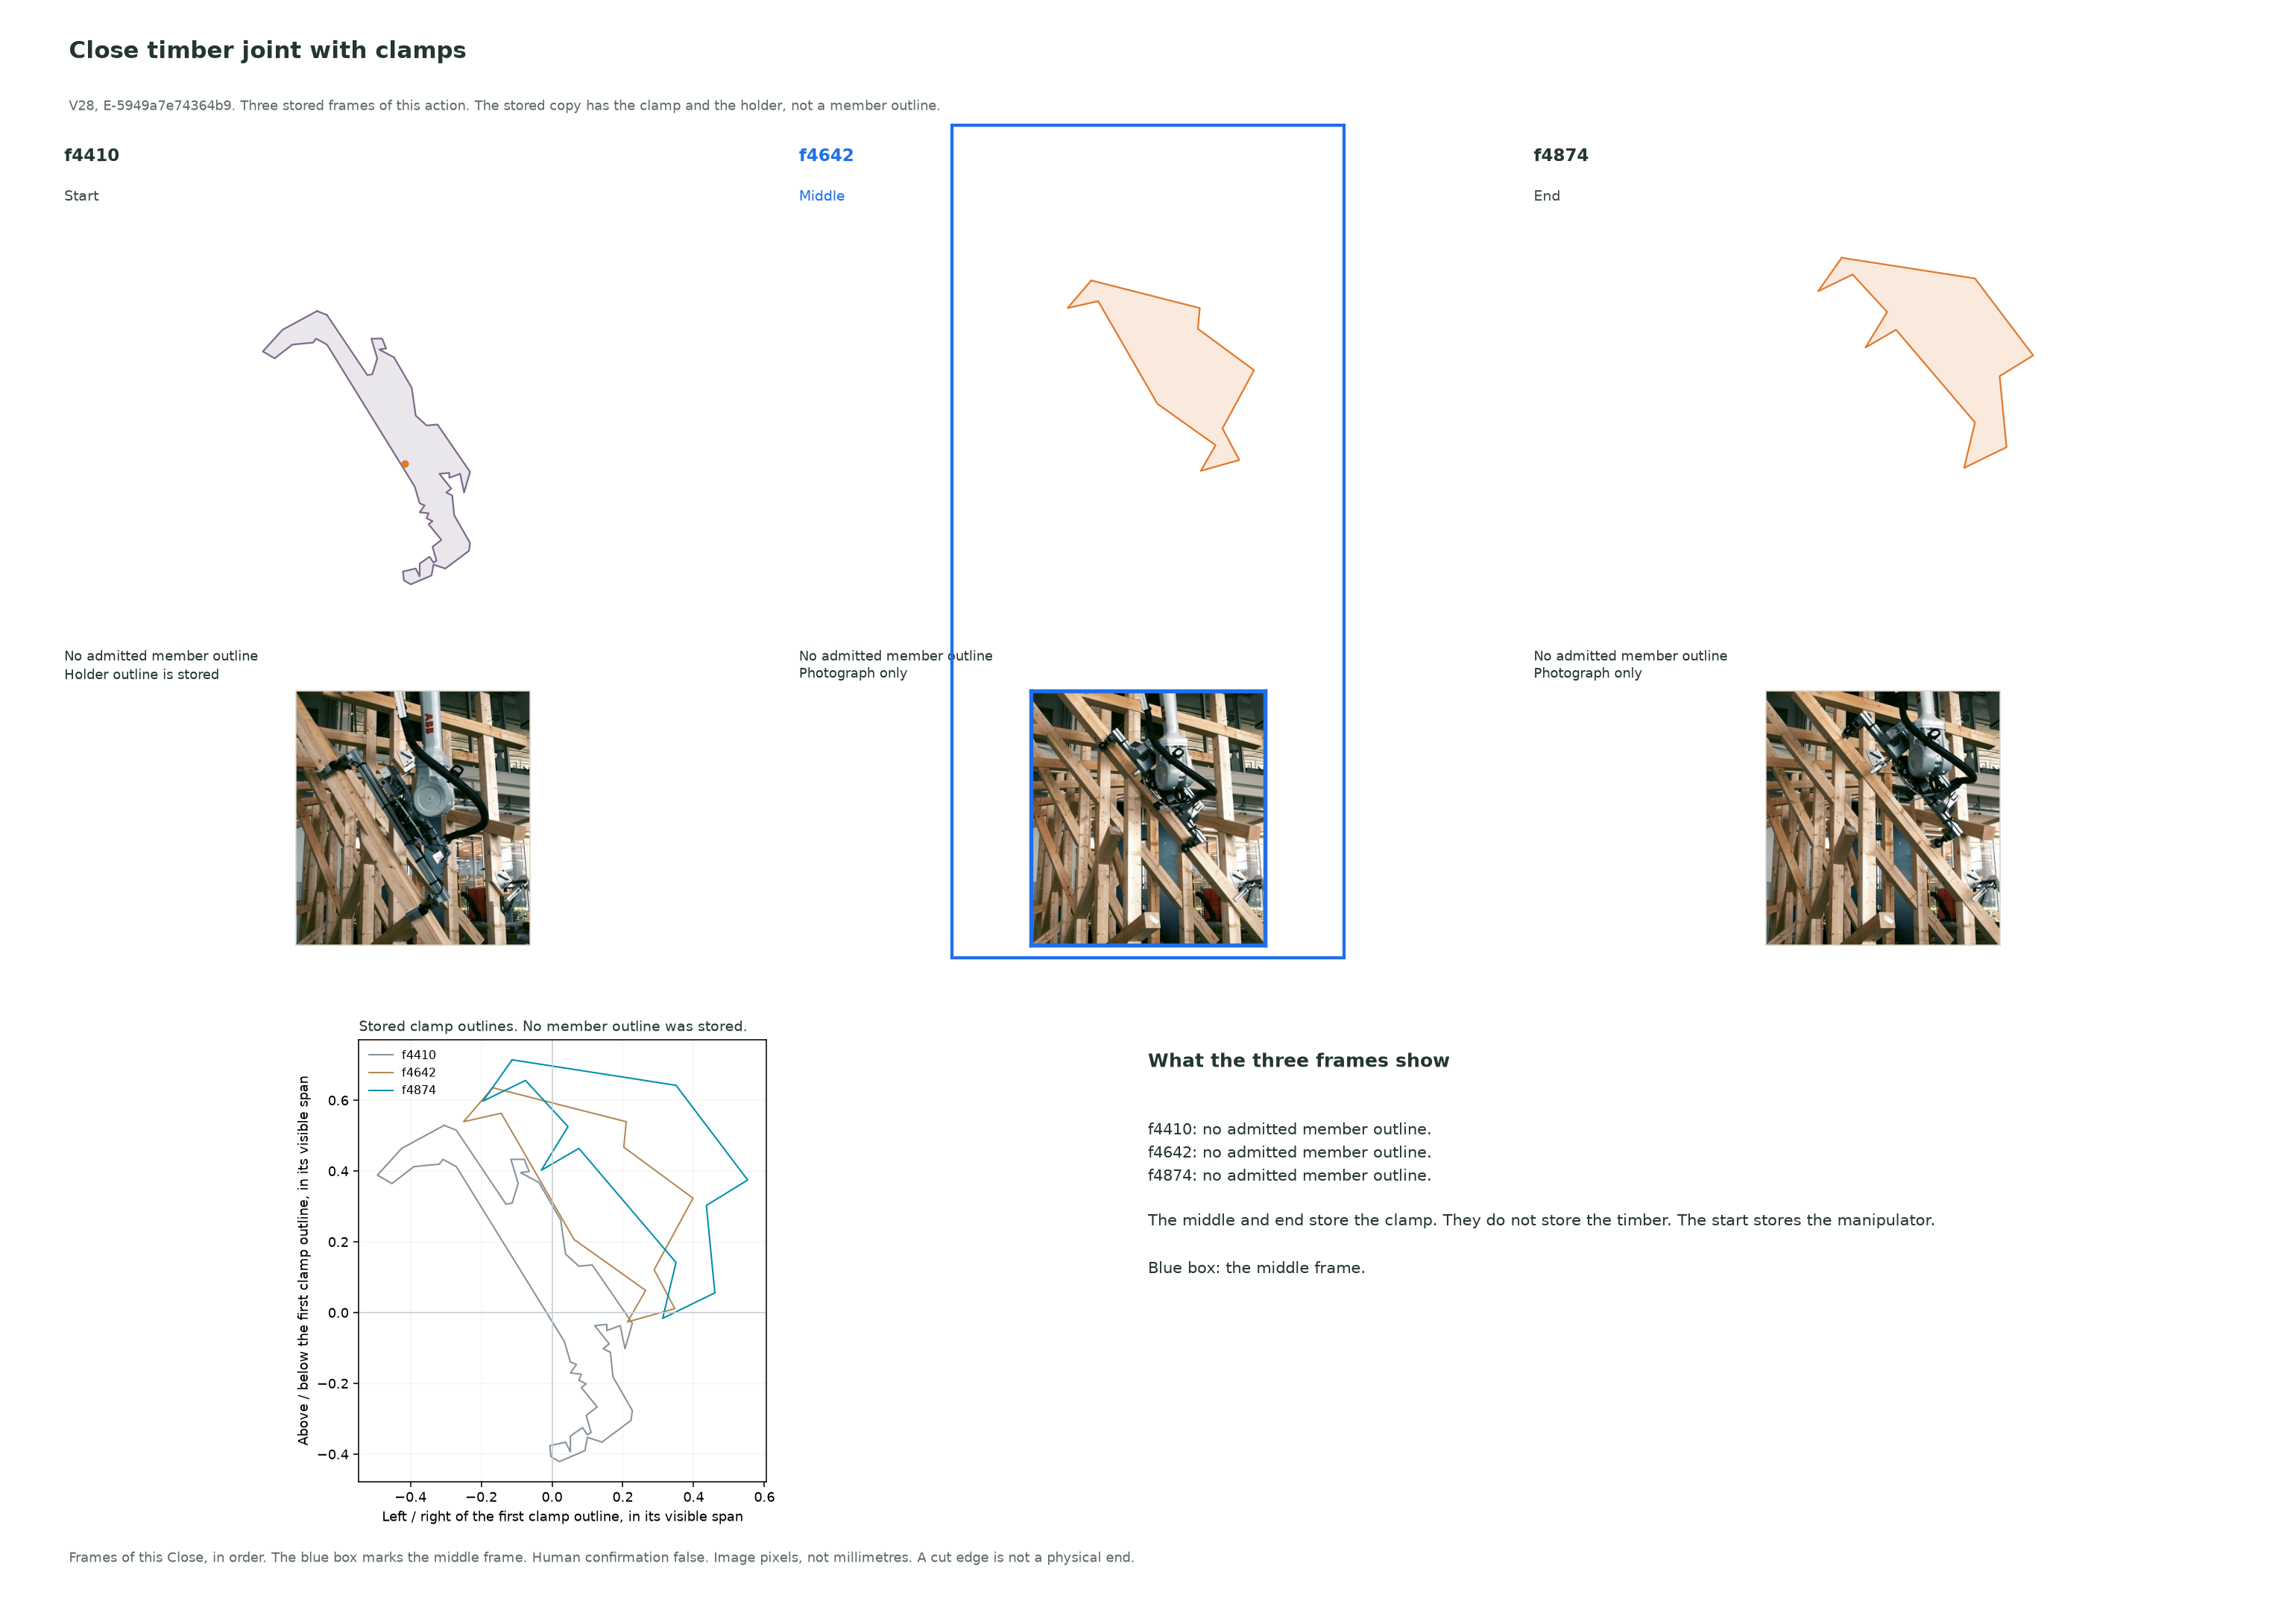 Close timber joint with clamps
V28, E-5949a7e74364b9. Three stored frames of this action. The stored copy has the clamp and the holder, not a member outline.
f4410
Start
f4642
Middle
f4874
End
No admitted member outline
Holder outline is stored
No admitted member outline
Photograph only
No admitted member outline
Photograph only
ABB
Stored clamp outlines. No member outline was stored.
f4410
f4642
f4874
Above / below the first clamp outline, in its visible span
0.6
0.4
0.2
0.0
−0.2
−0.4
−0.4
−0.2
0.0
0.2
0.4
0.6
Left / right of the first clamp outline, in its visible span
What the three frames show
f4410: no admitted member outline.
f4642: no admitted member outline.
f4874: no admitted member outline.
The middle and end store the clamp. They do not store the timber. The start stores the manipulator.
Blue box: the middle frame.
Frames of this Close, in order. The blue box marks the middle frame. Human confirmation false. Image pixels, not millimetres. A cut edge is not a physical end.